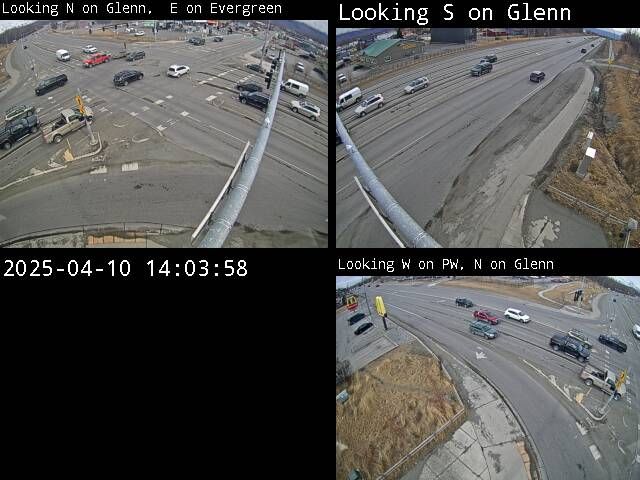 Looking N on Glenn, E on Evergreen
Looking S on Glenn
2025-04-10 14:03:58
Looking W on PW, N on Glenn